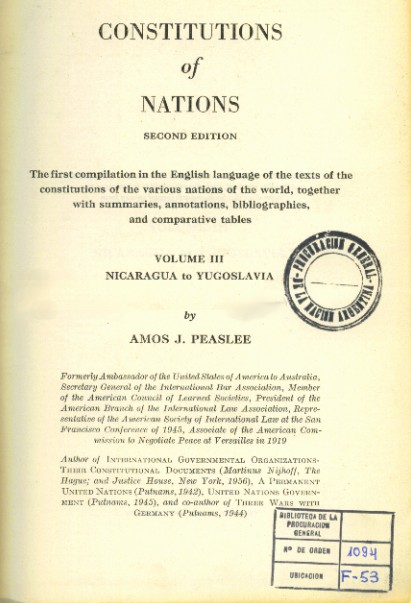 CONSTITUTIONS
of
NATIONS
SECOND EDITION
The first compilation in the English language of the texts of the
constitutions of the various nations of the world, together
with summaries, annotations, bibliographies,
and comparative tables
VOLUME III
NICARAGUA to YUGOSLAVIA
PROCURACION GENERAL
DE LA NACION ARGENTINA
by
AMOS J. PEASLEE
Formerly Ambassador of the United States of America to Australia,
Secretary General of the International Bar Association, Member
of the American Council of Learned Societies, President of the
American Branch of the International Law Association, Repre-
sentative of the American Society of International Law at the San
Francisco Conference of 1945, Associate of the American Com-
mission to Negotiate Peace at Versailles in 1919
Author of INTERNATIONAL GOVERNMENTAL ORGANIZATIONS-
THEIR CONSTITUTIONAL DOCUMENTS (Martinus Nijhoff, The
Hague; and Justice House, New York, 1956), A PERMANENT
UNITED NATIONS (Putnams, 1942), UNITED NATIONS GOVERN-
MENT (Putnams, 1945), and co-author of THREE WARS WITH
GERMANY (Putnams, 1944)
BIBLIOTECA DE LA
PROCURACION
GENERAL
Nº DE ORDEN 1094
UBICACION F-53